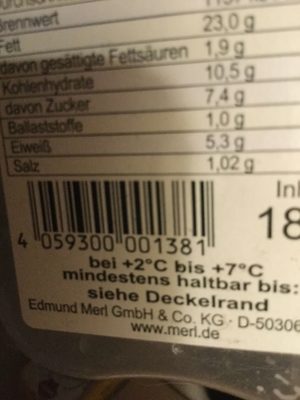 Brennwert
Fett 23,0 g
davon gesättigte Fettsäuren 1,9 g
Kohlenhydrate 10,5 g
davon Zucker 7,4 g
Ballaststoffe 1,0 g
Eiweiß 5,3 g
Salz 1,02 g
4 059300 001381
bei +2°C bis +7°C
mindestens haltbar bis:
siehe Deckelrand
Edmund Merl GmbH & Co. KG · D-50306
www.merl.de